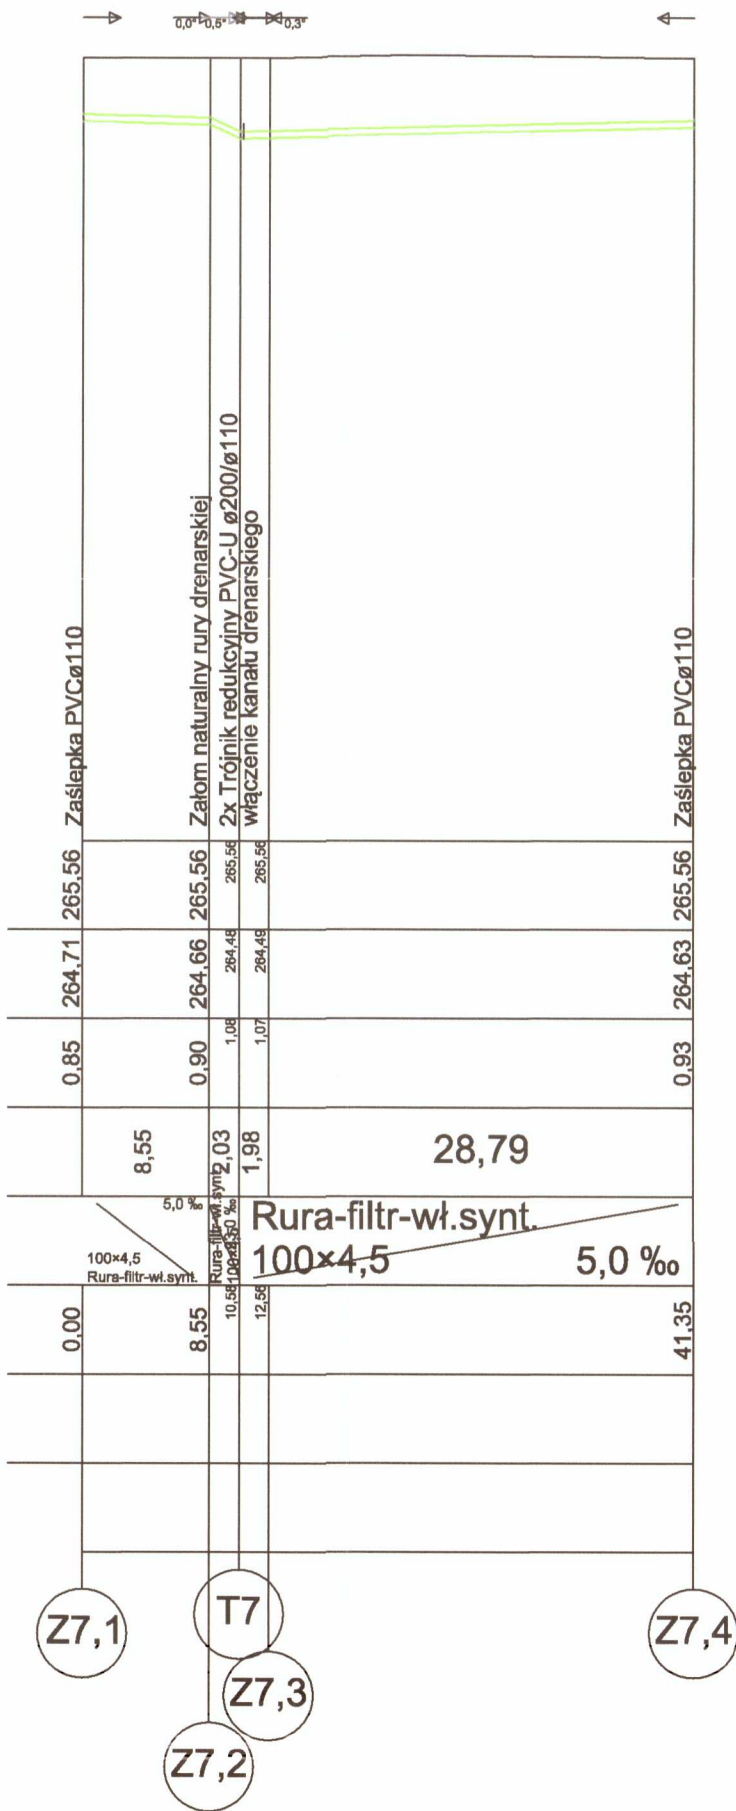 0,0°
0,5°
0,3°
Zaślepka PVCø110
Załom naturalny rury drenarskiej
2x Trójnik redukcyjny PVC-U ø200/ø110
włączenie kanału drenarskiego
Zaślepka PVCø110
265,56
265,56
265,56
265,56
265,56
264,71
264,66
264,48
264,49
264,63
0,85
0,90
1,08
1,07
0,93
8,55
2,03
1,98
28,79
5,0 ‰
100×4,5
Rura-filtr-wł.synt.
Rura-filtr-wł.synt.
Rura-filtr-wł.synt.
100×4,5
5,0 ‰
0,00
8,55
10,58
12,56
41,35
Z7,1
T7
Z7,4
Z7,3
Z7,2